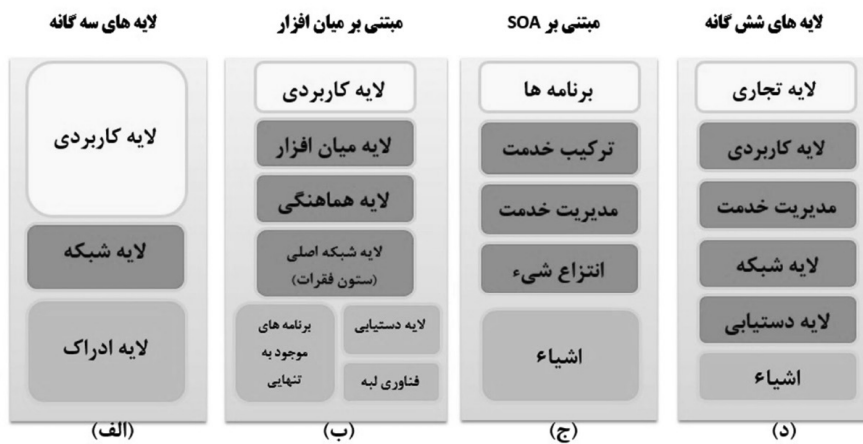 لایه های شش گانه
لایه تجاری
لایه کاربردی
مدیریت خدمت
لایه شبکه
لایه دستیابی
اشیاء
(د)
مبتنی بر SOA
برنامه ها
ترکیب خدمت
مدیریت خدمت
انتزاع شیء
اشیاء
(ج)
مبتنی بر میان افزار
لایه کاربردی
لایه میان افزار
لایه هماهنگی
لایه شبکه اصلی
(ستون فقرات)
لایه دستیابی
فناوری لبه
برنامه های
موجود به
تنهایی
(ب)
لایه های سه گانه
لایه کاربردی
لایه شبکه
لایه ادراک
(الف)